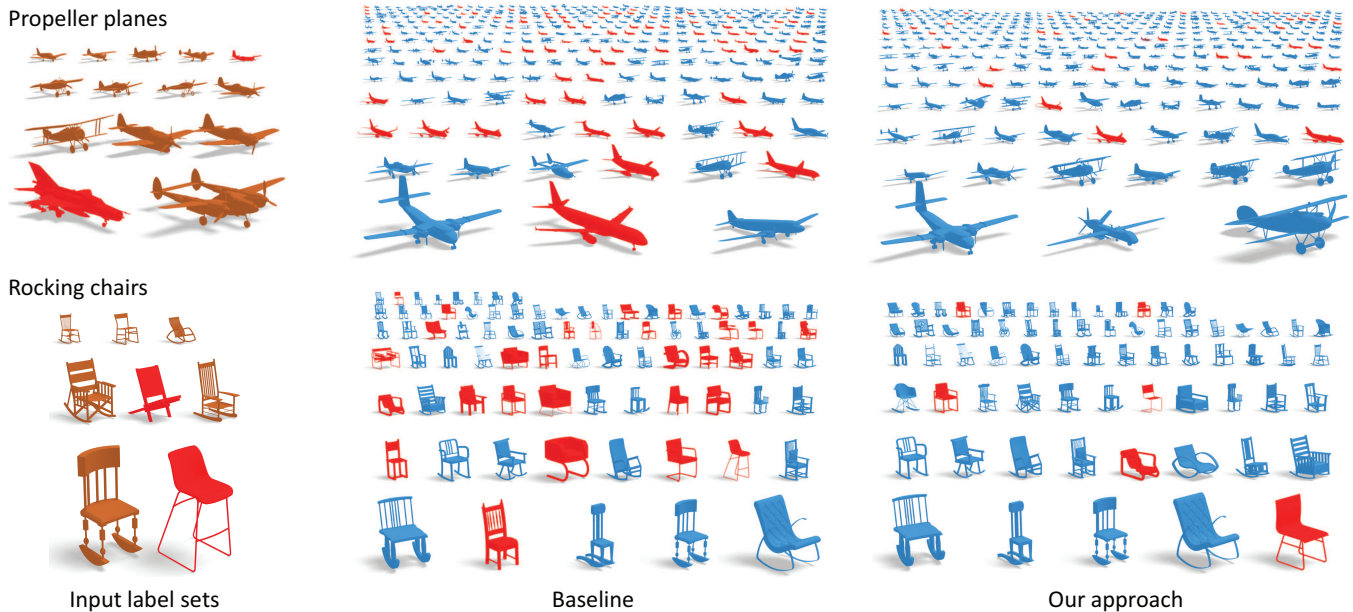 Propeller planes
Rocking chairs
Input label sets
Baseline
Our approach